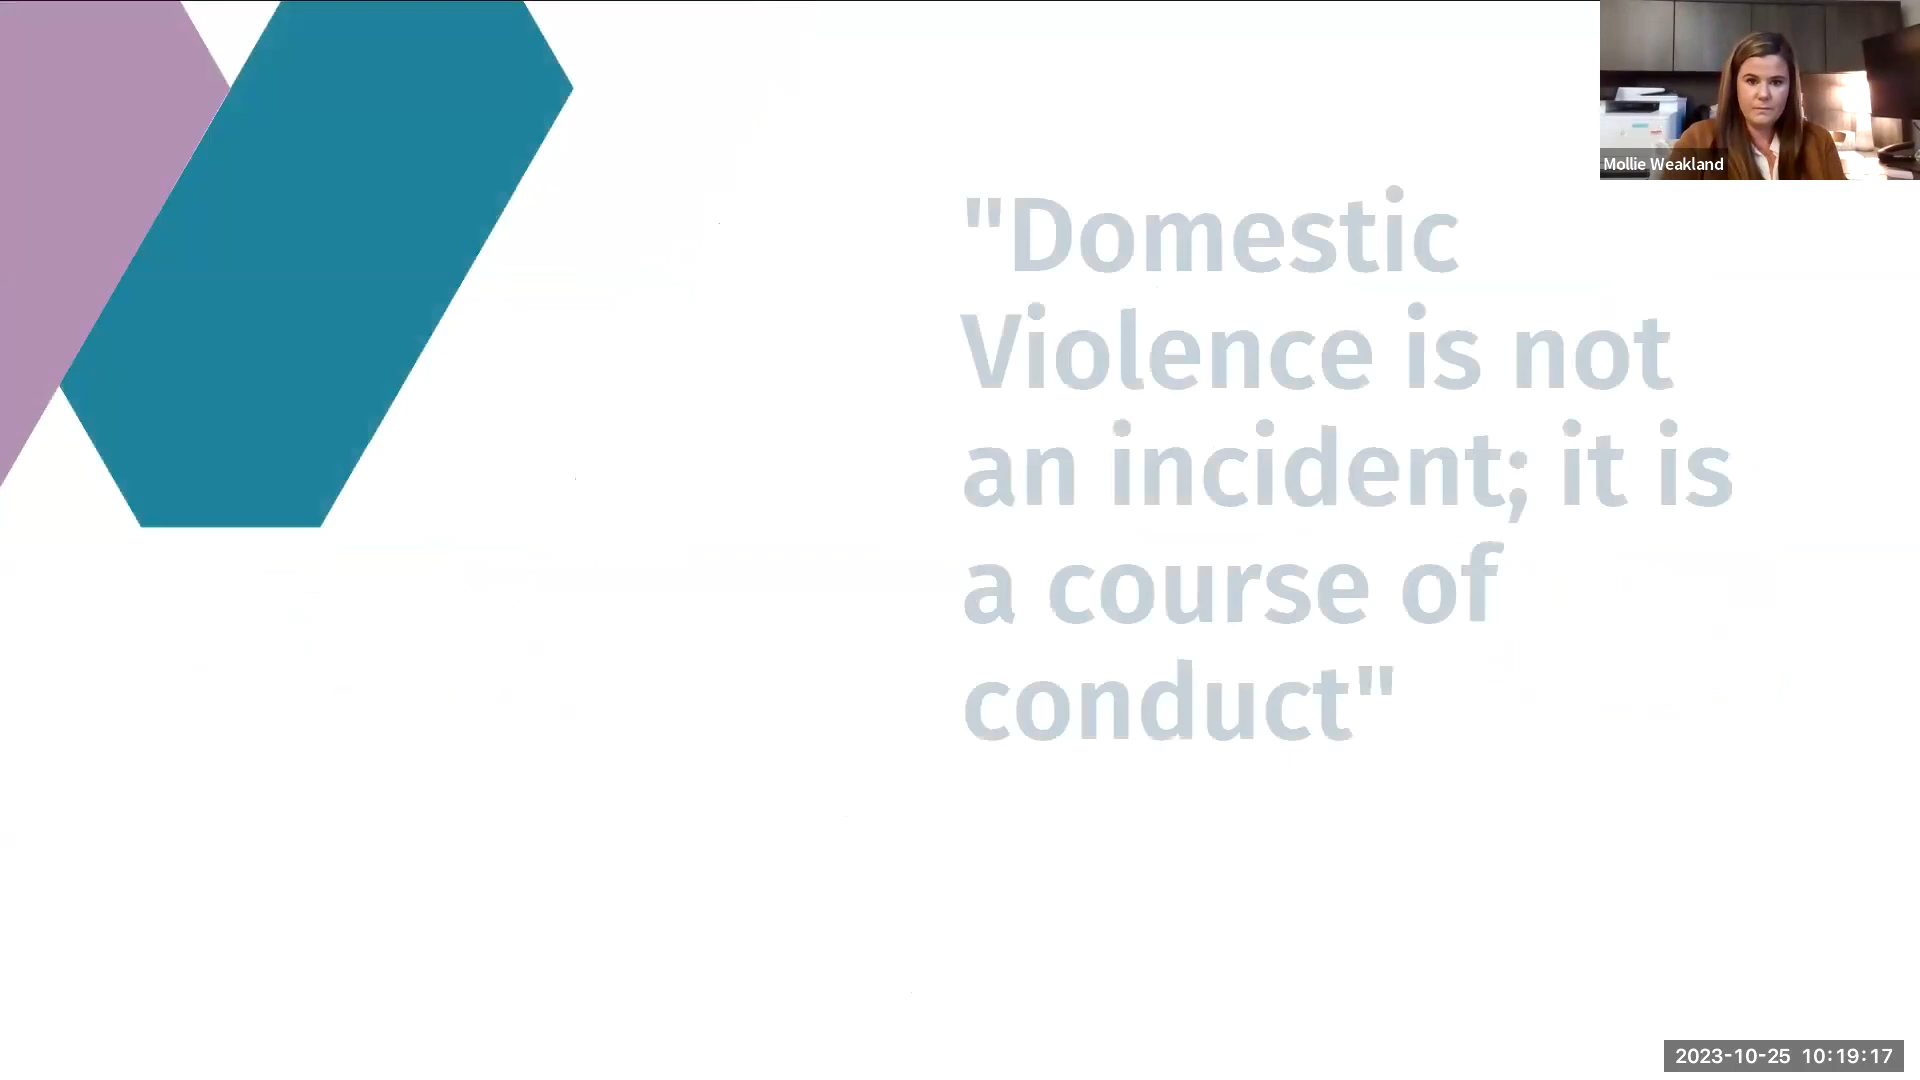 Mollie Weakland
"Domestic
Violence is not
an incident; it is
a course of
conduct"
2023-10-25 10:19:17